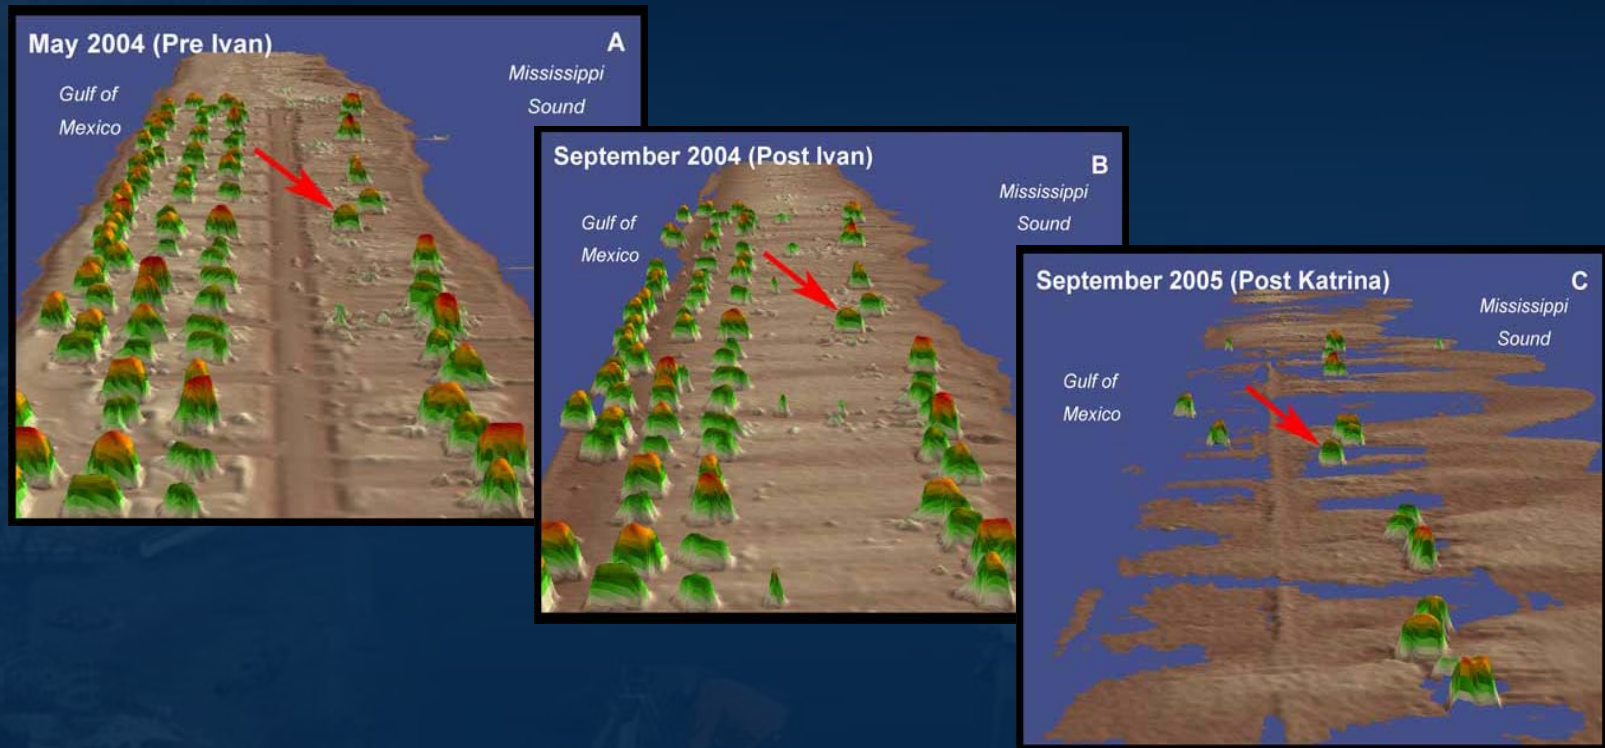 May 2004 (Pre Ivan)
A
Gulf of
Mexico
Mississippi
Sound
September 2004 (Post Ivan)
B
Gulf of
Mexico
Mississippi
Sound
September 2005 (Post Katrina)
C
Gulf of
Mexico
Mississippi
Sound